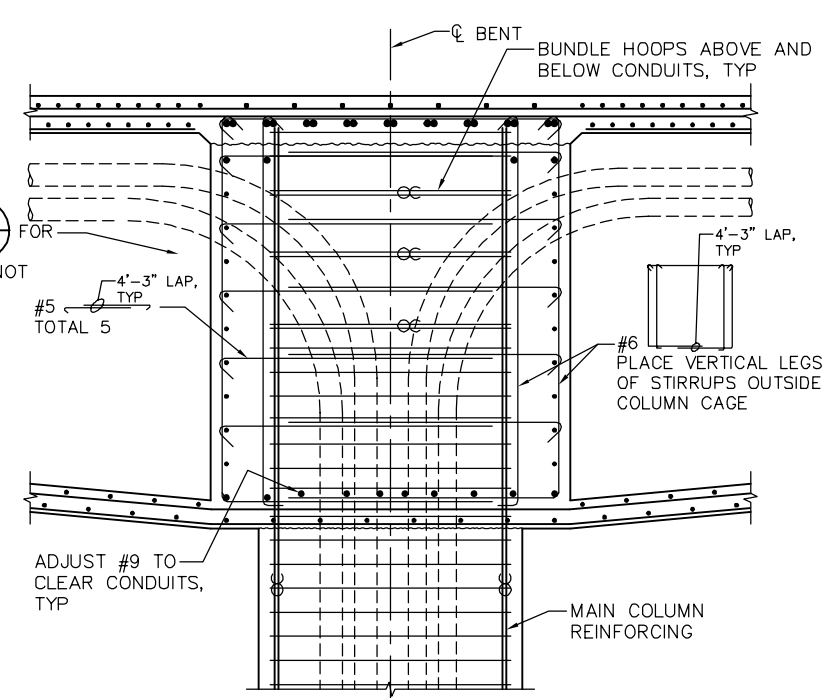 ℄ BENT
BUNDLE HOOPS ABOVE AND
BELOW CONDUITS, TYP
FOR
NOT
4'-3" LAP,
TYP
#5
TOTAL 5
4'-3" LAP,
TYP
#6
PLACE VERTICAL LEGS
OF STIRRUPS OUTSIDE
COLUMN CAGE
ADJUST #9 TO
CLEAR CONDUITS,
TYP
MAIN COLUMN
REINFORCING